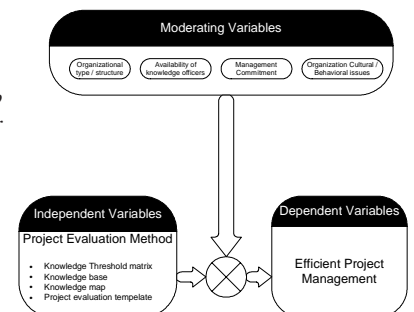 Moderating Variables
Organizational
type / structure
Availability of
knowledge officers
Management
Commitment
Organization Cultural /
Behavioral issues
Independent Variables
Project Evaluation Method
• Knowledge Threshold matrix
• Knowledge base
• Knowledge map
• Project evaluation tempelate
Dependent Variables
Efficient Project
Management